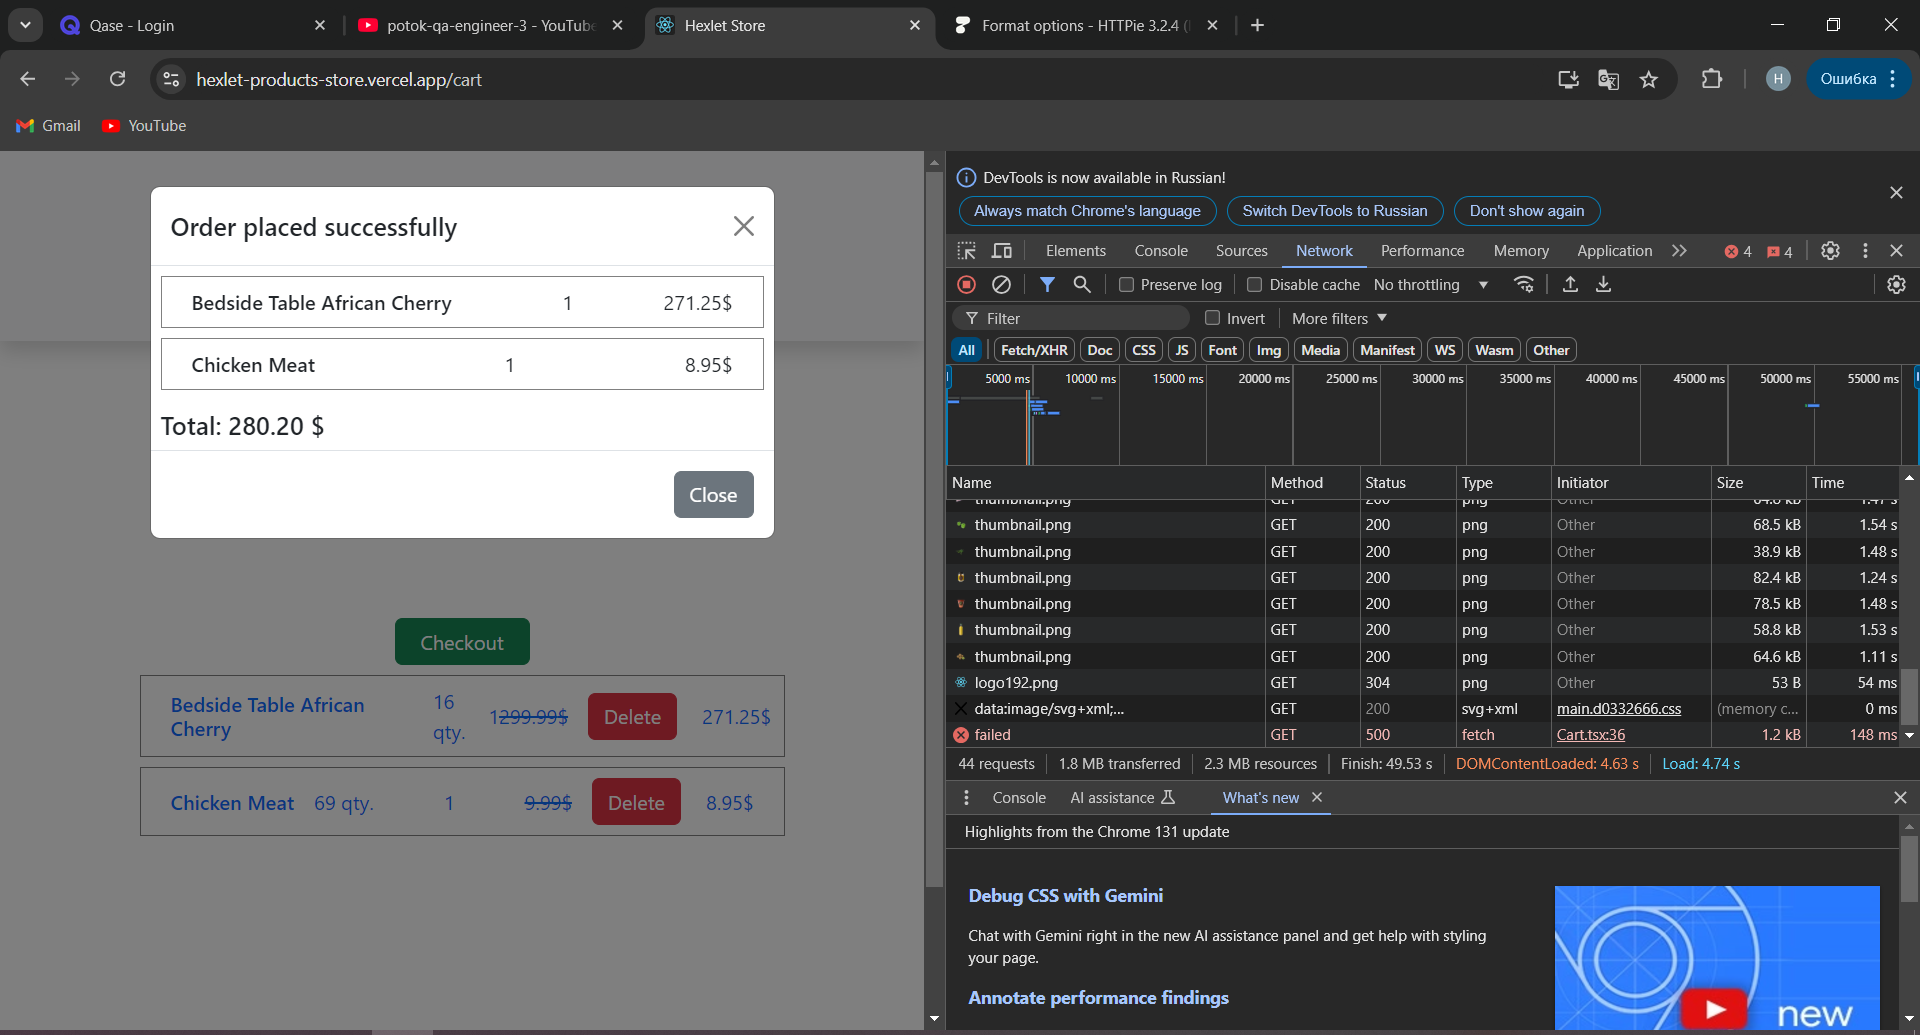 Qase - Login
potok-qa-engineer-3 - YouTube
Hexlet Store
Format options - HTTPie 3.2.4 (
hexlet-products-store.vercel.app/cart
H
Ошибка
Gmail
YouTube
Order placed successfully
Bedside Table African Cherry 1 271.25$
Chicken Meat 1 8.95$
Total: 280.20 $
Close
Checkout
Bedside Table African Cherry 16 qty. 1 299.99$ Delete 271.25$
Chicken Meat 69 qty. 1 9.99$ Delete 8.95$
DevTools is now available in Russian!
Always match Chrome's language Switch DevTools to Russian Don't show again
Elements Console Sources Network Performance Memory Application 4 4
Preserve log Disable cache No throttling
Filter Invert More filters
All Fetch/XHR Doc CSS JS Font Img Media Manifest WS Wasm Other
5000 ms 10000 ms 15000 ms 20000 ms 25000 ms 30000 ms 35000 ms 40000 ms 45000 ms 50000 ms 55000 ms
Name Method Status Type Initiator Size Time
thumbnail.png GET 200 png Other
thumbnail.png GET 200 png Other 68.5 kB 1.54 s
thumbnail.png GET 200 png Other 38.9 kB 1.48 s
thumbnail.png GET 200 png Other 82.4 kB 1.24 s
thumbnail.png GET 200 png Other 78.5 kB 1.48 s
thumbnail.png GET 200 png Other 58.8 kB 1.53 s
thumbnail.png GET 200 png Other 64.6 kB 1.11 s
logo192.png GET 304 png Other 53 B 54 ms
data:image/svg+xml;... GET 200 svg+xml main.d0332666.css (memory c... 0 ms
failed GET 500 fetch Cart.tsx:36 1.2 kB 148 ms
44 requests 1.8 MB transferred 2.3 MB resources Finish: 49.53 s DOMContentLoaded: 4.63 s Load: 4.74 s
Console AI assistance What's new
Highlights from the Chrome 131 update
Debug CSS with Gemini
Chat with Gemini right in the new AI assistance panel and get help with styling
your page.
Annotate performance findings
new